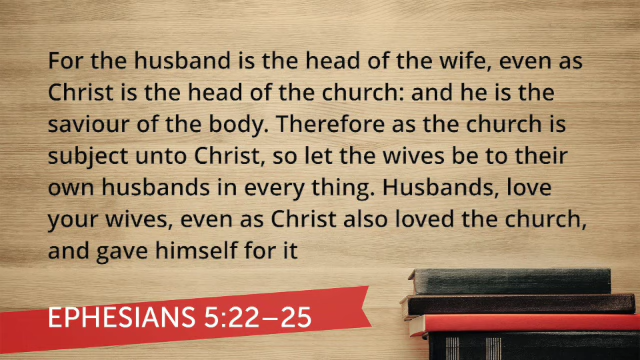 For the husband is the head of the wife, even as
Christ is the head of the church: and he is the
saviour of the body. Therefore as the church is
subject unto Christ, so let the wives be to their
own husbands in every thing. Husbands, love
your wives, even as Christ also loved the church,
and gave himself for it
EPHESIANS 5:22–25